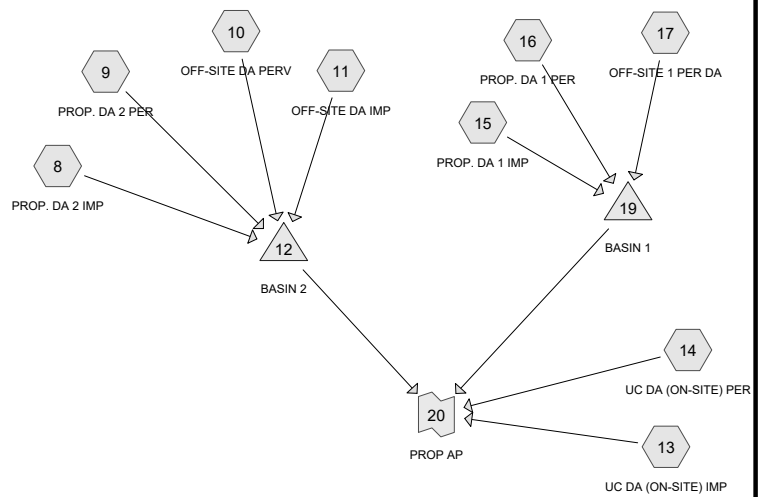 10
OFF-SITE DA PERV
9
PROP. DA 2 PER
11
OFF-SITE DA IMP
8
PROP. DA 2 IMP
12
BASIN 2
16
PROP. DA 1 PER
17
OFF-SITE 1 PER DA
15
PROP. DA 1 IMP
19
BASIN 1
14
UC DA (ON-SITE) PER
20
PROP AP
13
UC DA (ON-SITE) IMP